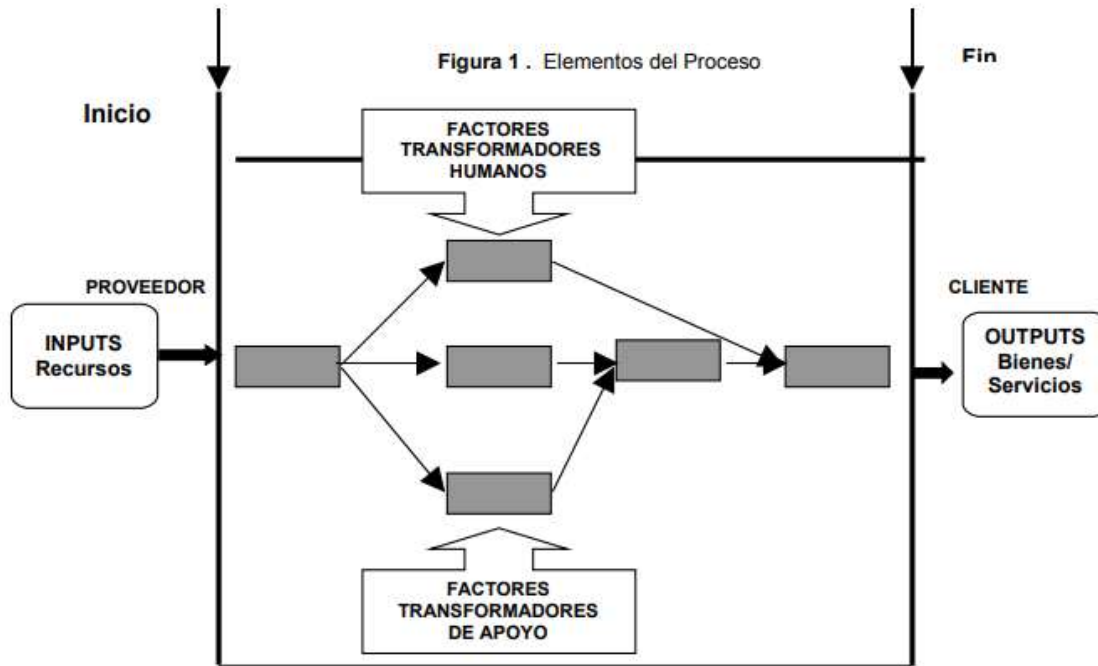 Figura 1 . Elementos del Proceso
Fin
Inicio
FACTORES
TRANSFORMADORES
HUMANOS
PROVEEDOR
CLIENTE
INPUTS
Recursos
OUTPUTS
Bienes/
Servicios
FACTORES
TRANSFORMADORES
DE APOYO